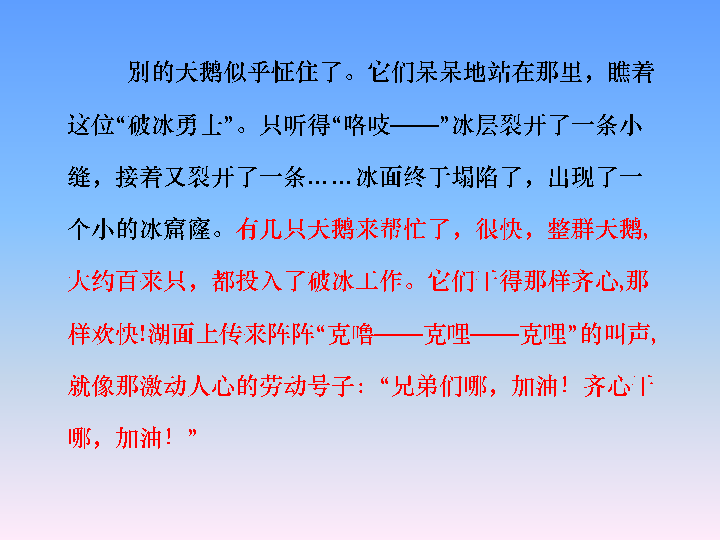 别的天鹅似乎怔住了。它们呆呆地站在那里，瞧着
这位“破冰勇士”。只听得“咯吱——”冰层裂开了一条小
缝，接着又裂开了一条……冰面终于塌陷了，出现了一
个小的冰窟窿。有几只天鹅来帮忙了，很快，整群天鹅,
大约百来只，都投入了破冰工作。它们干得那样齐心,那
样欢快!湖面上传来阵阵“克噜——克哩——克哩”的叫声,
就像那激动人心的劳动号子：“兄弟们哪，加油！齐心干
哪，加油！”